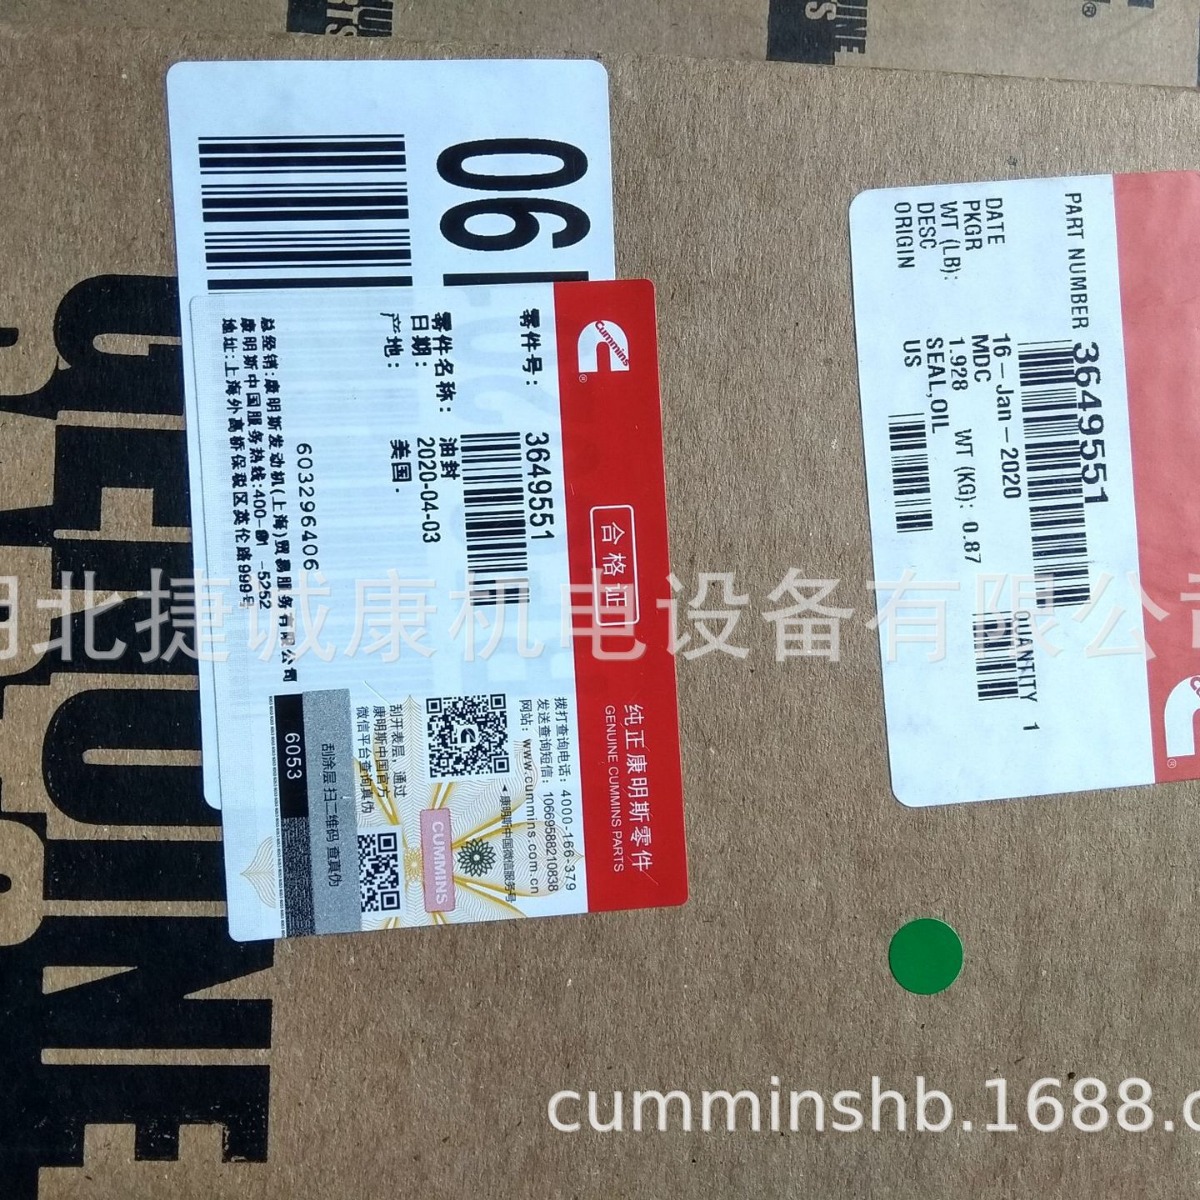 06
Cummins
合格证
纯正康明斯零件
GENUINE CUMMINS PARTS
零件号: 3649551
零件名称: 油封
日期: 2020-04-03
产地: 美国.
603296406
总经销:康明斯发动机(上海)贸易服务有限公司
地址:上海外高桥保税区英伦路999号
拨打查询电话: 4000-166-379
发送查询短信: 10669588210838
网站: www.cummins.com.cn
◀康明斯中国微信服务号
刮开表层,通过
康明斯中国官方
微信平台查询真伪
CUMMINS
刮涂层 扫二维码 查真伪
6053
PART NUMBER 3649551
QUANTITY 1
DATE 16-Jan-2020
PKGR MDC
WT (LB): 1.928 WT (KG): 0.87
DESC SEAL,OIL
ORIGIN US
GENUINE
湖北捷诚康机电设备有限公司
cumminshb.1688.c